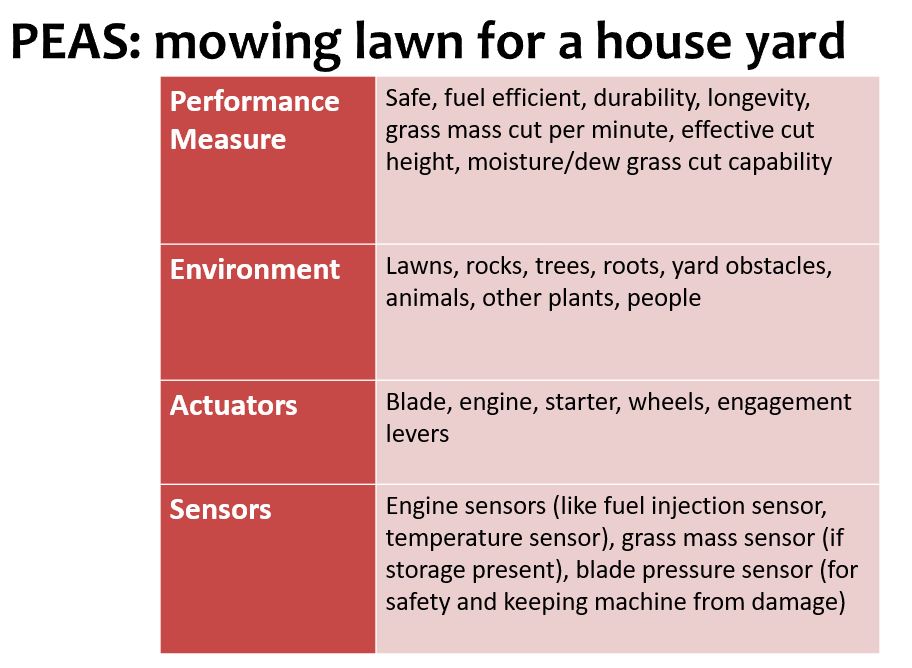 PEAS: mowing lawn for a house yard
Performance
Measure
Safe, fuel efficient, durability, longevity,
grass mass cut per minute, effective cut
height, moisture/dew grass cut capability
Environment
Lawns, rocks, trees, roots, yard obstacles,
animals, other plants, people
Actuators
Blade, engine, starter, wheels, engagement
levers
Sensors
Engine sensors (like fuel injection sensor,
temperature sensor), grass mass sensor (if
storage present), blade pressure sensor (for
safety and keeping machine from damage)